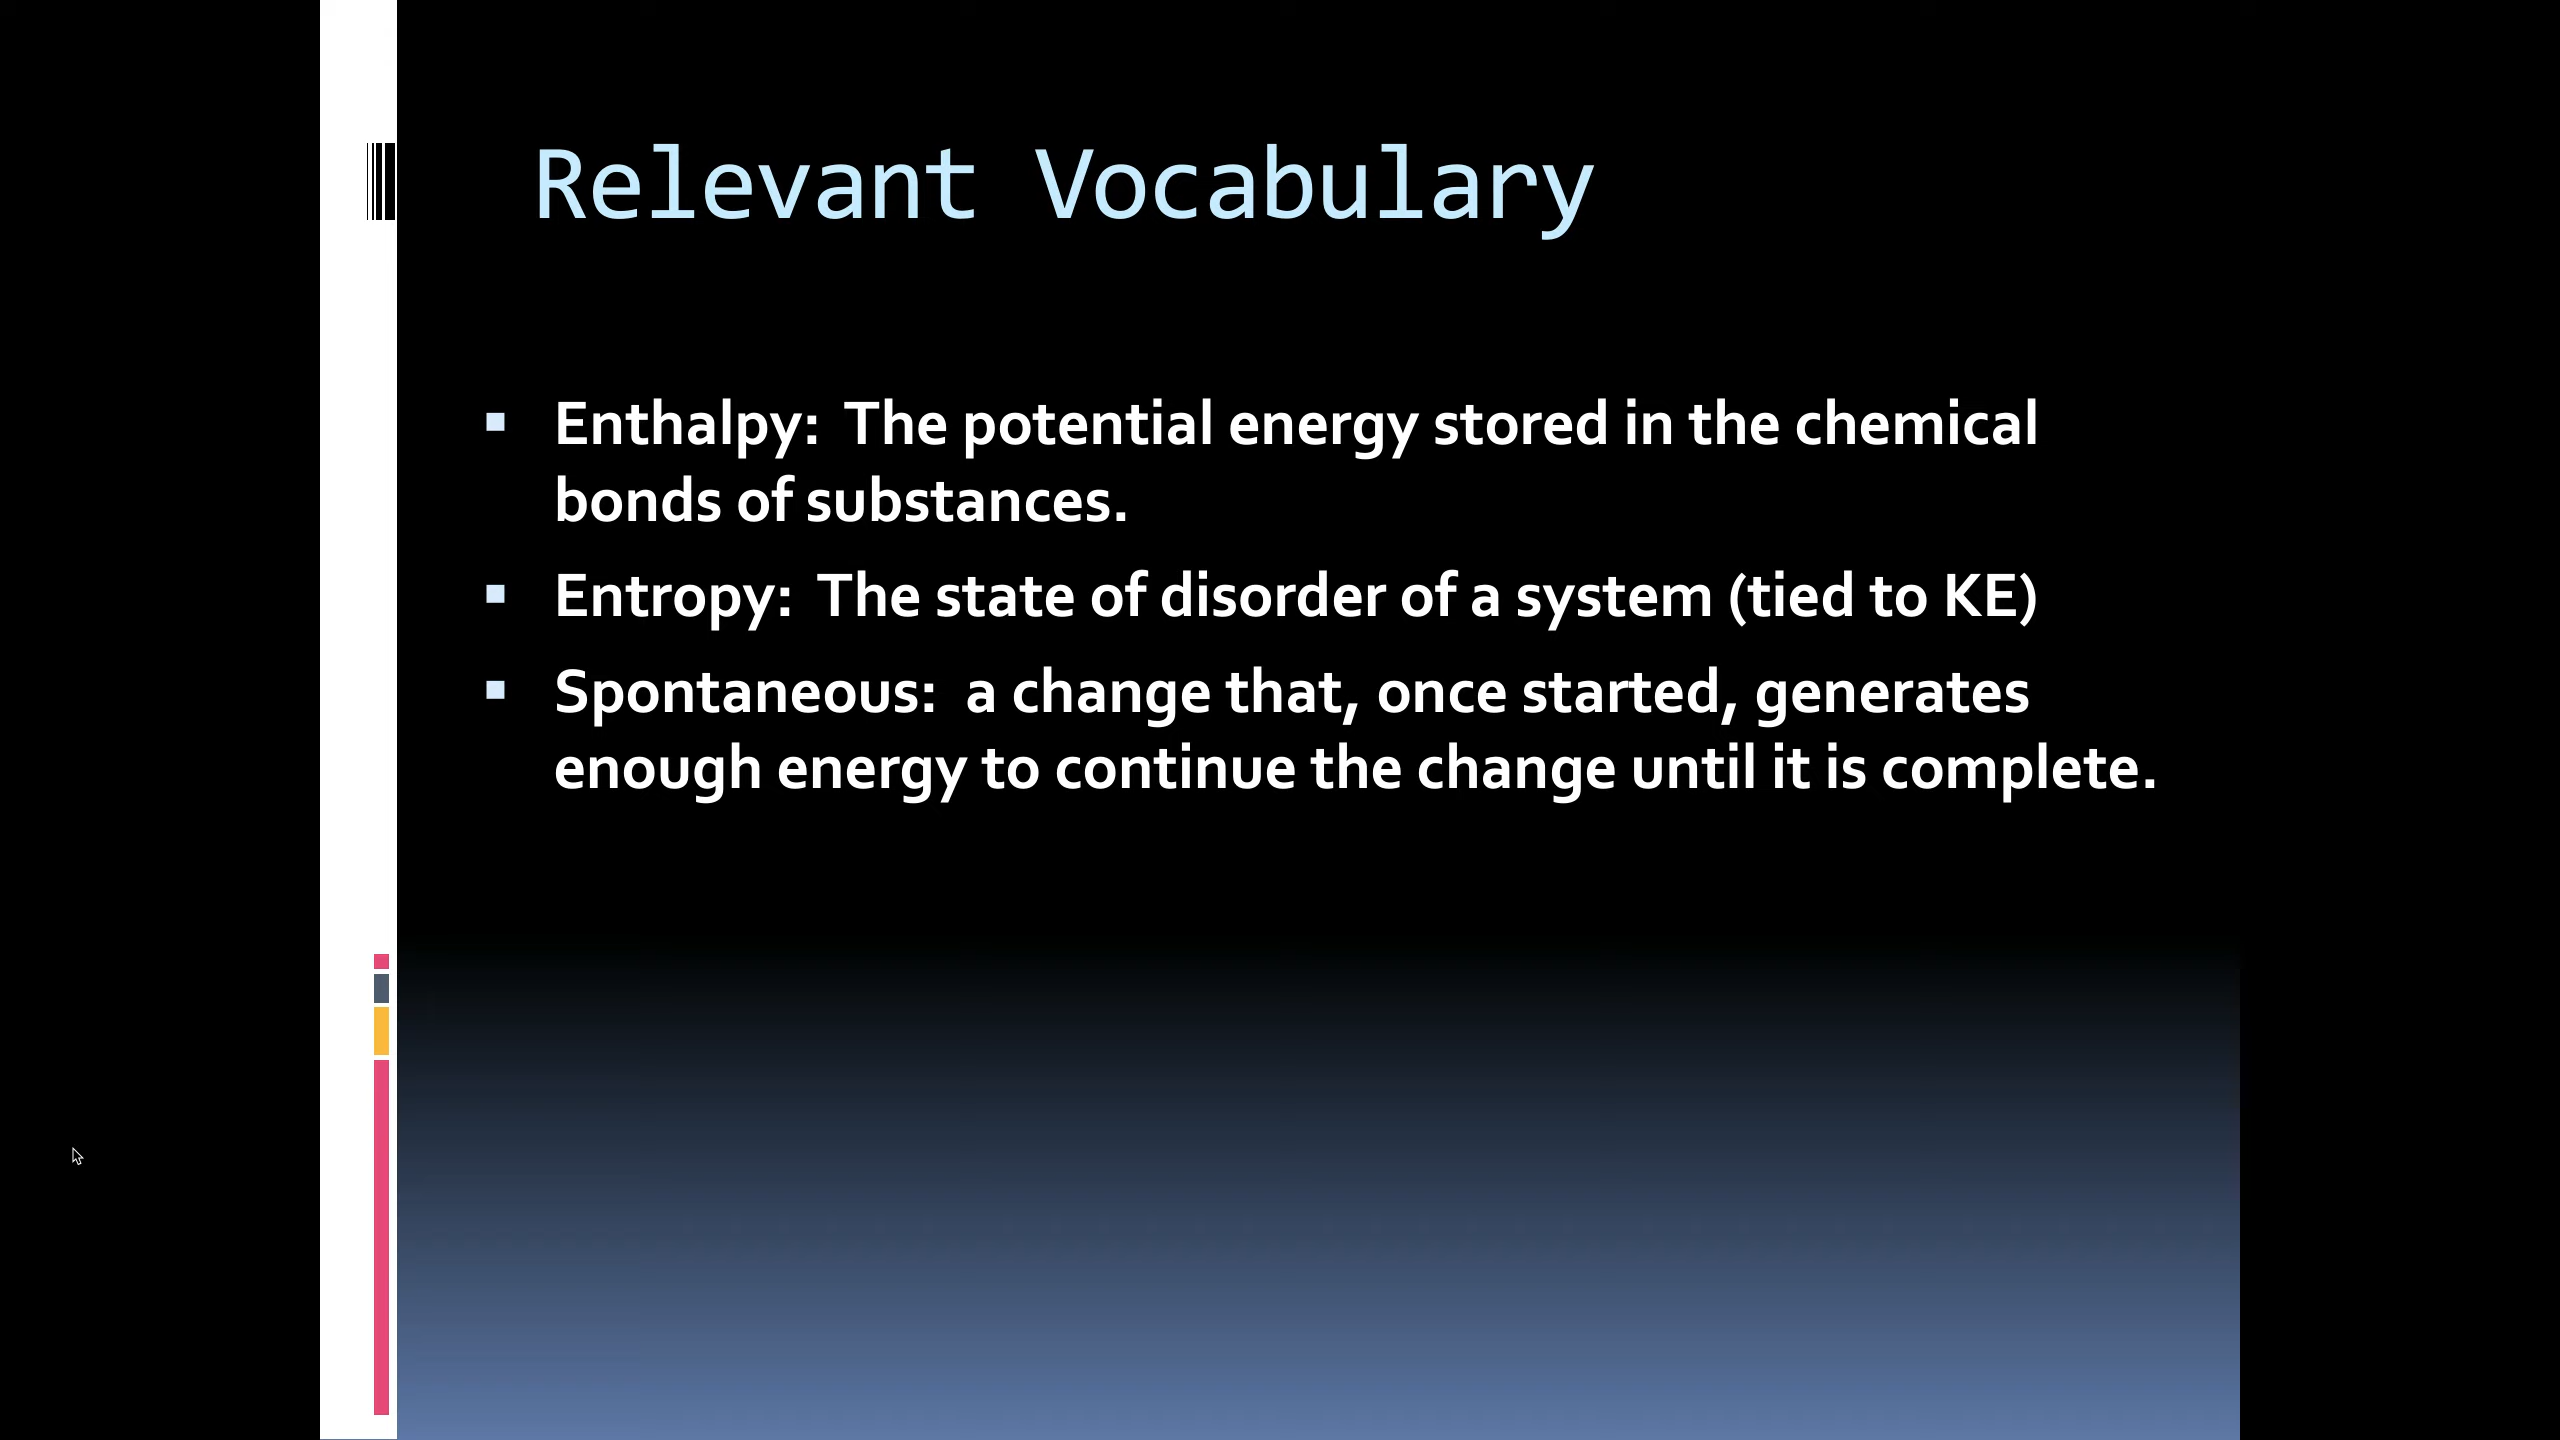 Relevant Vocabulary
Enthalpy:  The potential energy stored in the chemical
bonds of substances.
Entropy:  The state of disorder of a system (tied to KE)
Spontaneous:  a change that, once started, generates
enough energy to continue the change until it is complete.